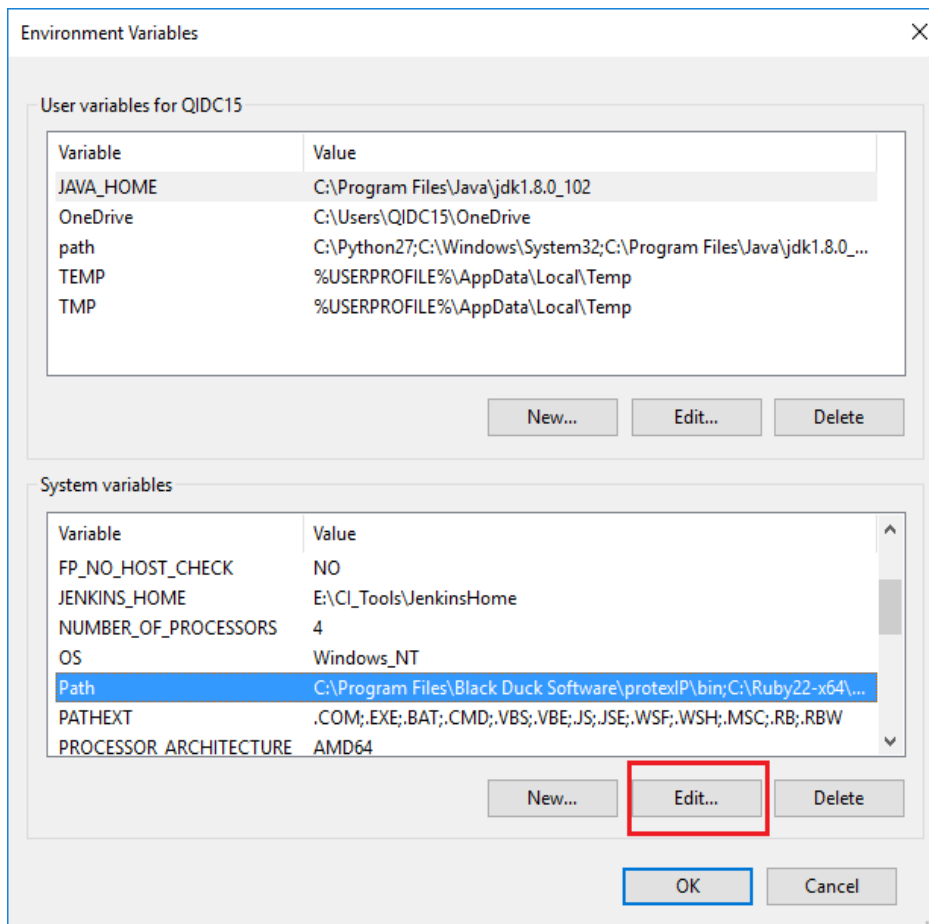 Environment Variables
User variables for QIDC15
Variable Value
JAVA_HOME C:\Program Files\Java\jdk1.8.0_102
OneDrive C:\Users\QIDC15\OneDrive
path C:\Python27;C:\Windows\System32;C:\Program Files\Java\jdk1.8.0_...
TEMP %USERPROFILE%\AppData\Local\Temp
TMP %USERPROFILE%\AppData\Local\Temp
New... Edit... Delete
System variables
Variable Value
FP_NO_HOST_CHECK NO
JENKINS_HOME E:\CI_Tools\JenkinsHome
NUMBER_OF_PROCESSORS 4
OS Windows_NT
Path C:\Program Files\Black Duck Software\protexIP\bin;C:\Ruby22-x64\...
PATHEXT .COM;.EXE;.BAT;.CMD;.VBS;.VBE;.JS;.JSE;.WSF;.WSH;.MSC;.RB;.RBW
PROCESSOR_ARCHITECTURE AMD64
New... Edit... Delete
OK Cancel